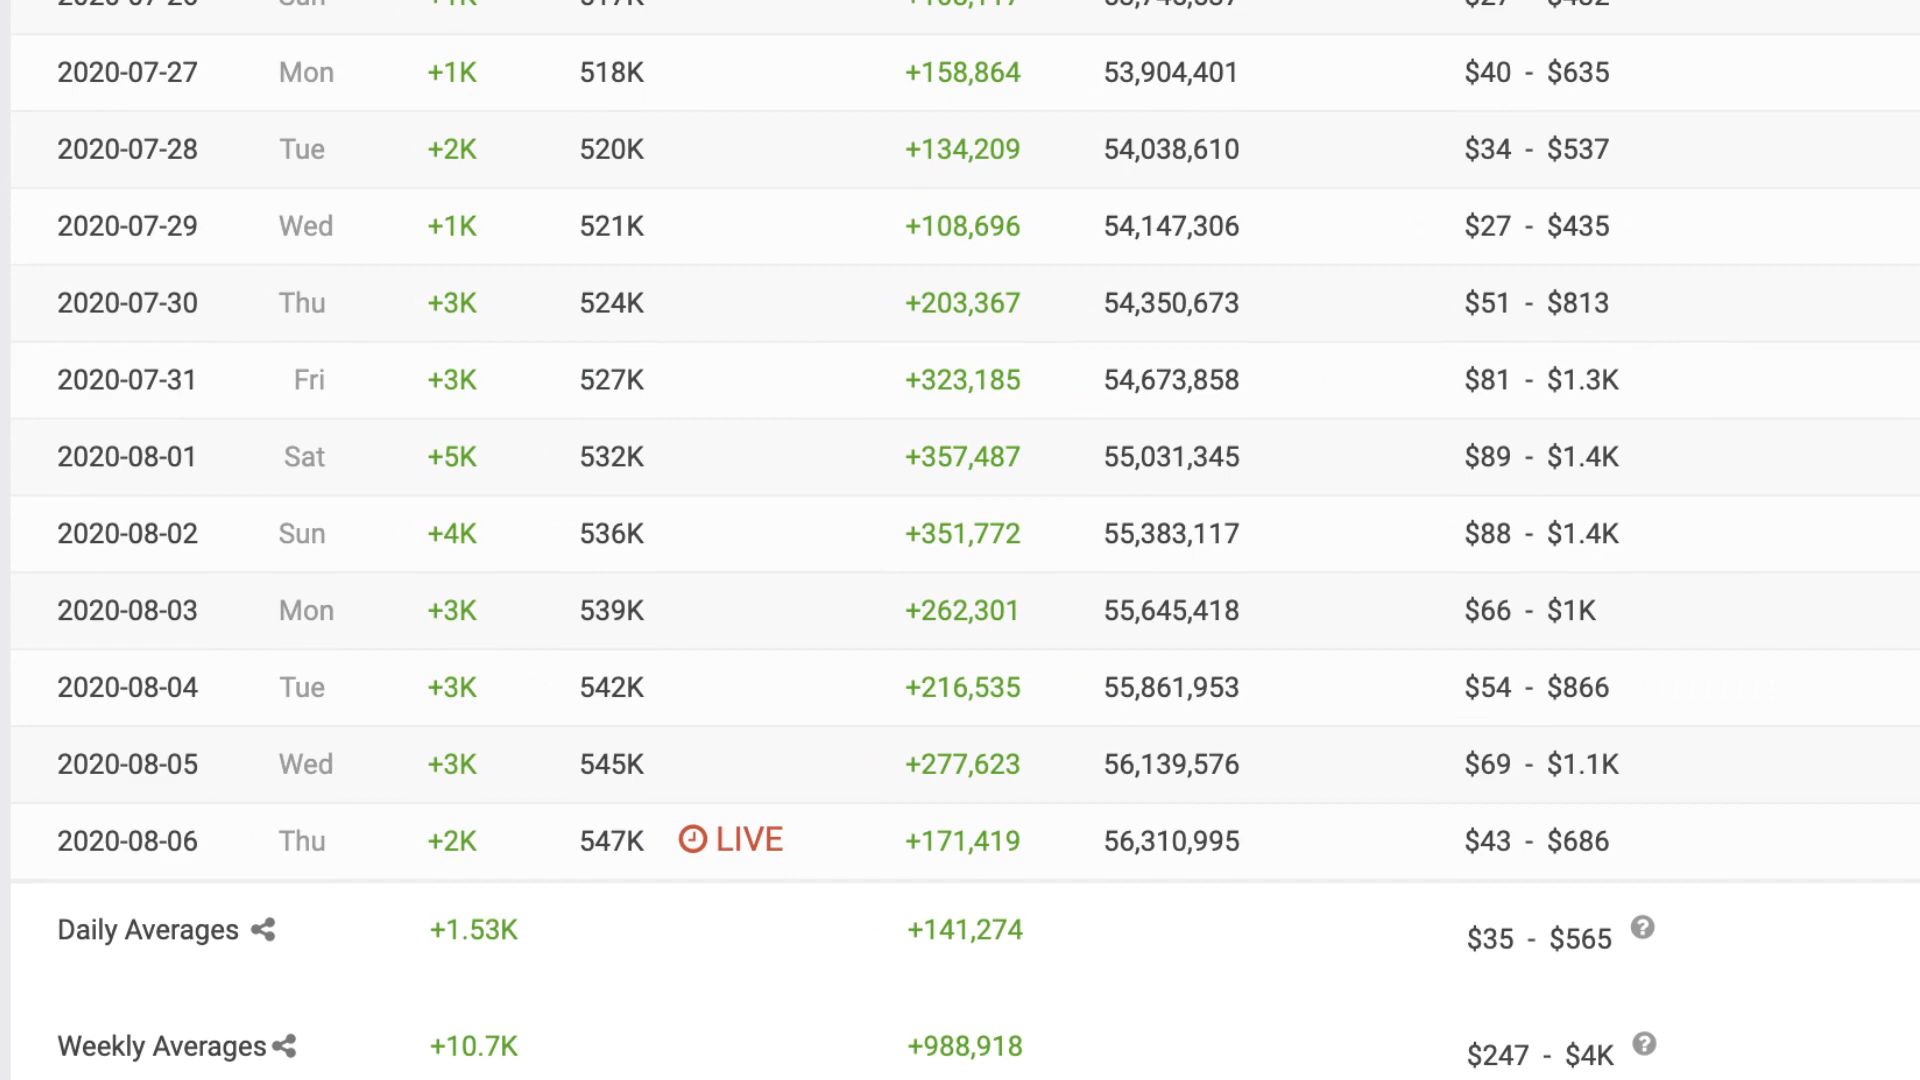 2020-07-27 Mon +1K 518K +158,864 53,904,401 $40 - $635
2020-07-28 Tue +2K 520K +134,209 54,038,610 $34 - $537
2020-07-29 Wed +1K 521K +108,696 54,147,306 $27 - $435
2020-07-30 Thu +3K 524K +203,367 54,350,673 $51 - $813
2020-07-31 Fri +3K 527K +323,185 54,673,858 $81 - $1.3K
2020-08-01 Sat +5K 532K +357,487 55,031,345 $89 - $1.4K
2020-08-02 Sun +4K 536K +351,772 55,383,117 $88 - $1.4K
2020-08-03 Mon +3K 539K +262,301 55,645,418 $66 - $1K
2020-08-04 Tue +3K 542K +216,535 55,861,953 $54 - $866
2020-08-05 Wed +3K 545K +277,623 56,139,576 $69 - $1.1K
2020-08-06 Thu +2K 547K LIVE +171,419 56,310,995 $43 - $686
Daily Averages +1.53K +141,274 $35 - $565 ?
Weekly Averages +10.7K +988,918 $247 - $4K ?